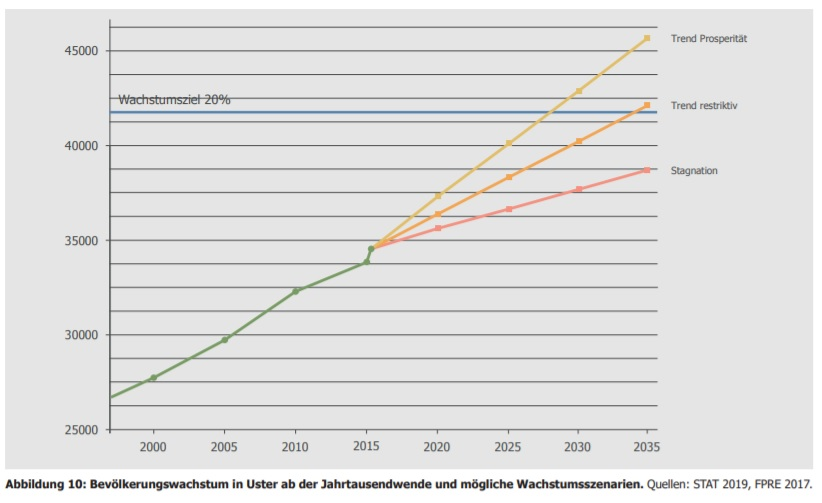 45000
40000
35000
30000
25000
Wachstumsziel 20%
Trend Prosperität
Trend restriktiv
Stagnation
2000 2005 2010 2015 2020 2025 2030 2035
Abbildung 10: Bevölkerungswachstum in Uster ab der Jahrtausendwende und mögliche Wachstumsszenarien. Quellen: STAT 2019, FPRE 2017.